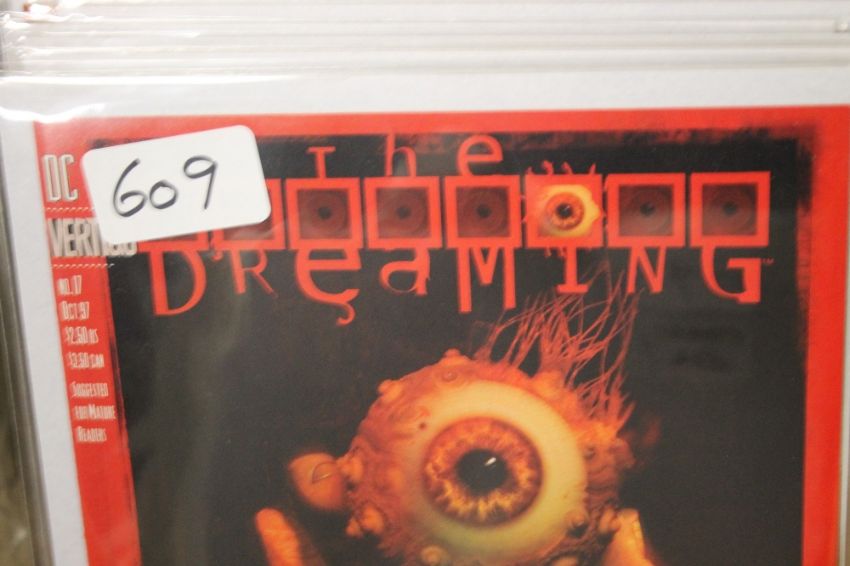 609
DC
VERTIGO
The
DREAMING
NO. 17
OCT 97
$2.50 US
$3.50 CAN
SUGGESTED
FOR MATURE
READERS